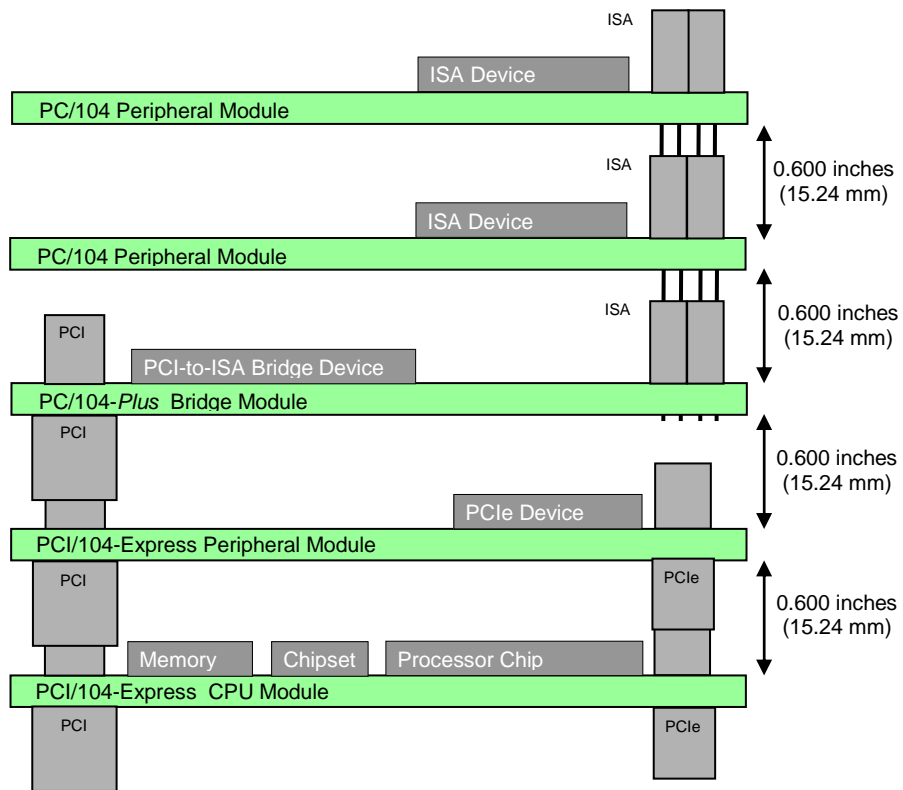 ISA
ISA Device
PC/104 Peripheral Module
0.600 inches
(15.24 mm)
ISA
ISA Device
PC/104 Peripheral Module
0.600 inches
(15.24 mm)
ISA
PCI
PCI-to-ISA Bridge Device
PC/104-Plus Bridge Module
PCI
0.600 inches
(15.24 mm)
PCIe Device
PCI/104-Express Peripheral Module
PCI
PCIe
0.600 inches
(15.24 mm)
Memory
Chipset
Processor Chip
PCI/104-Express CPU Module
PCI
PCIe